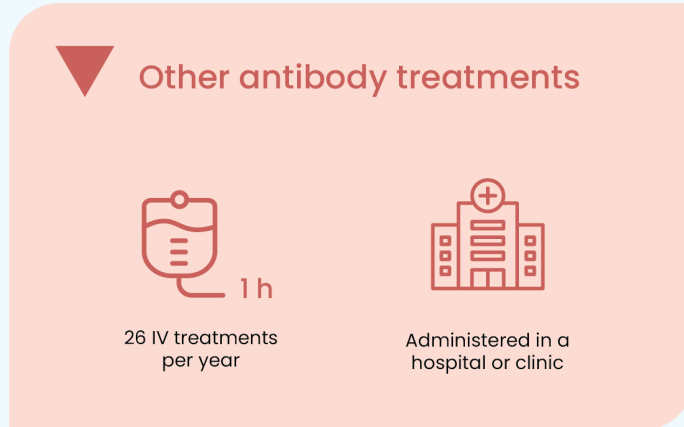 Other antibody treatments
1 h
26 IV treatments
per year
Administered in a
hospital or clinic